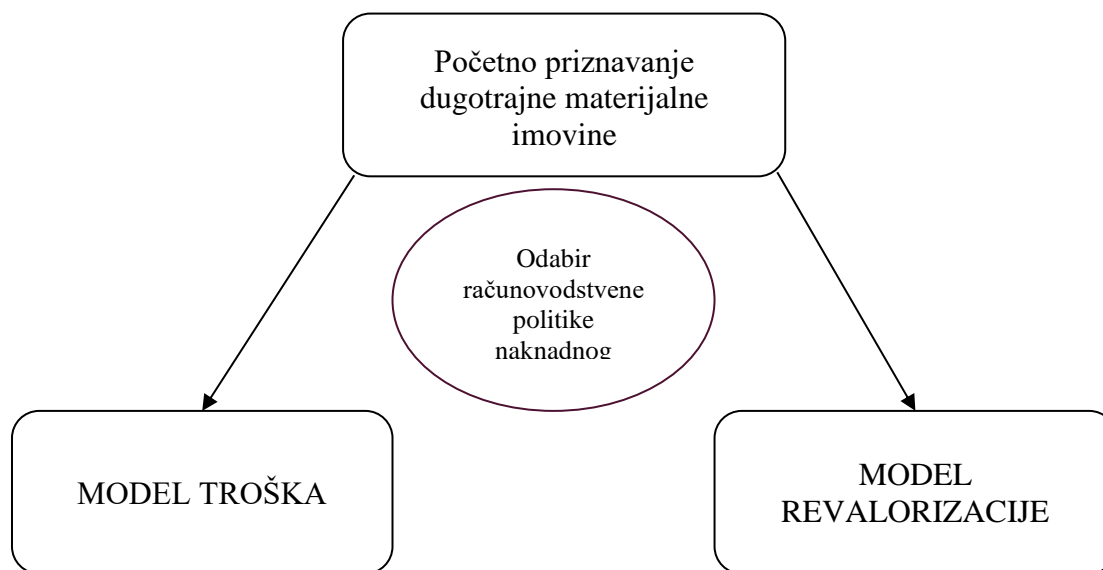 Početno priznavanje
dugotrajne materijalne
imovine
Odabir
računovodstvene
politike
naknadnog
MODEL TROŠKA
MODEL
REVALORIZACIJE